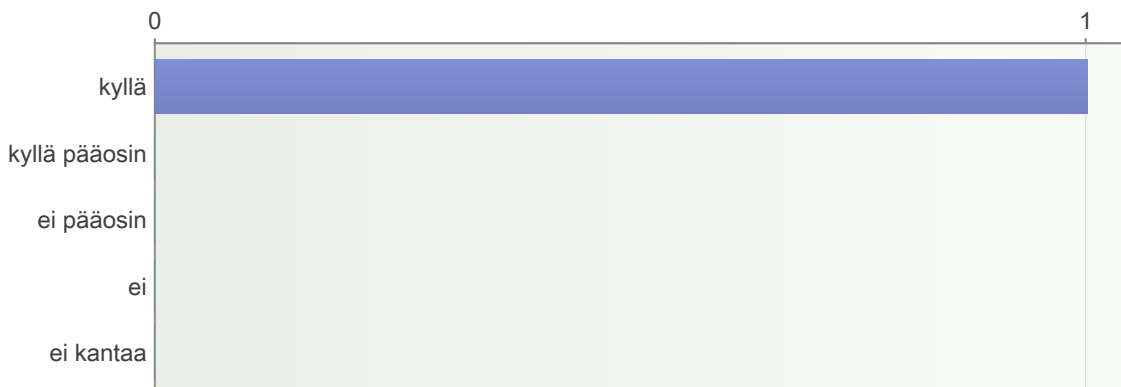 0 1
kyllä
kyllä pääosin
ei pääosin
ei
ei kantaa